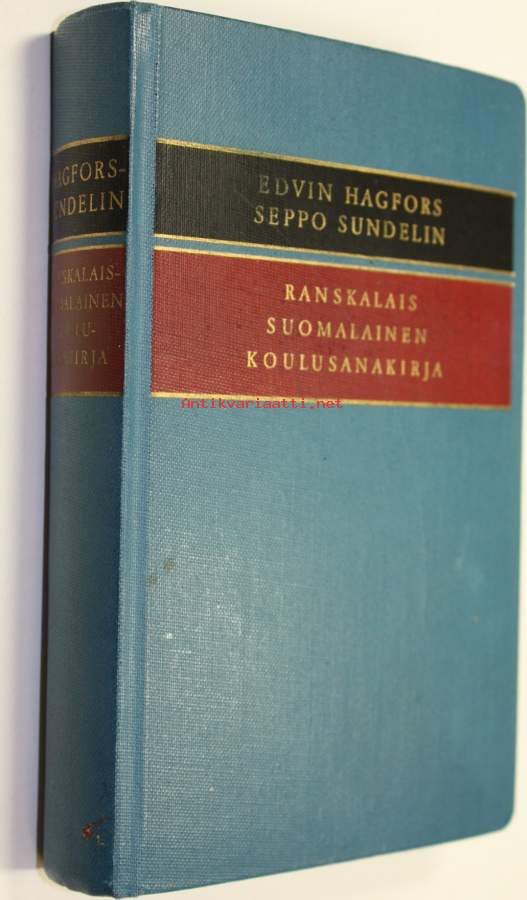 EDVIN HAGFORS
SEPPO SUNDELIN
RANSKALAIS
SUOMALAINEN
KOULUSANAKIRJA
HAGFORS-
SUNDELIN
Antikvariaatti.net